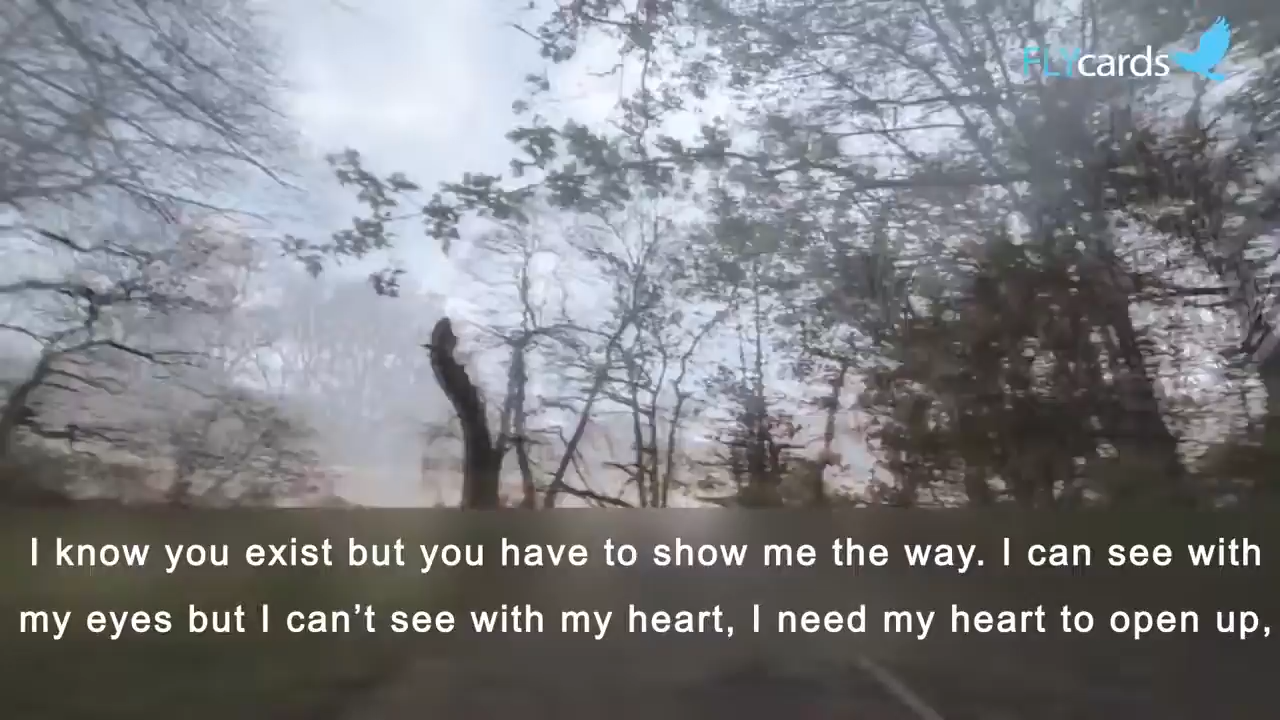 FLYcards
I know you exist but you have to show me the way. I can see with
my eyes but I can’t see with my heart, I need my heart to open up,